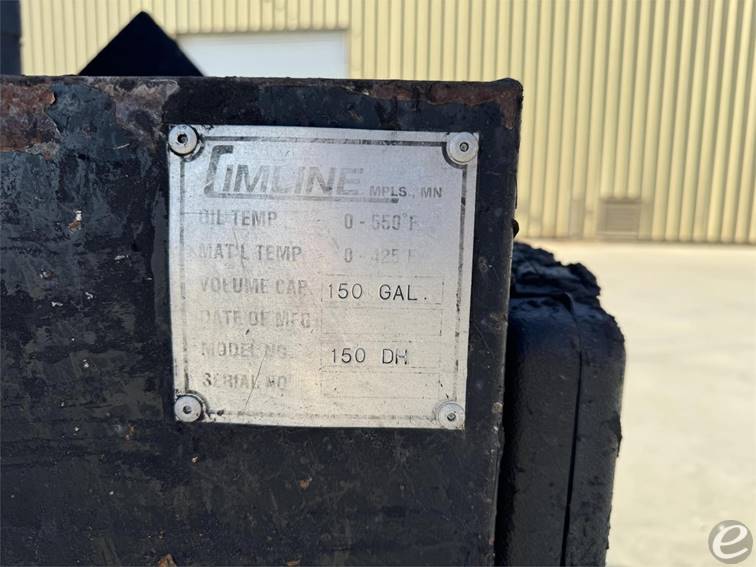 CIMLINE MPLS., MN
OIL TEMP 0 - 550°F
MAT'L TEMP 0 - 425°F
VOLUME CAP. 150 GAL.
DATE OF MFG
MODEL NO. 150 DH
SERIAL NO.
e